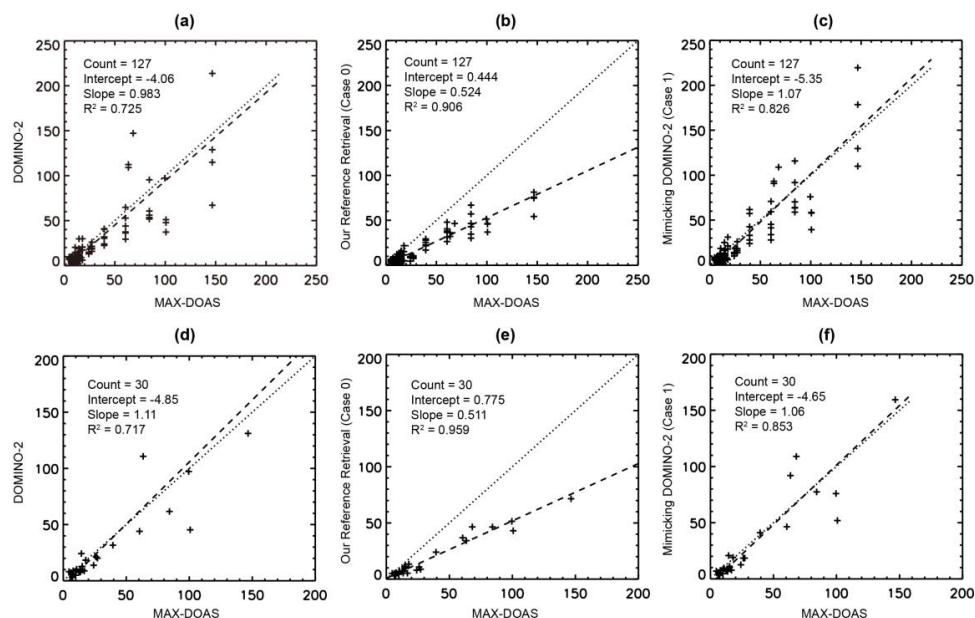 (a)
DOMINO-2
250
200
150
100
50
0
Count = 127
Intercept = -4.06
Slope = 0.983
R² = 0.725
0 50 100 150 200 250
MAX-DOAS
(b)
Our Reference Retrieval (Case 0)
250
200
150
100
50
0
Count = 127
Intercept = 0.444
Slope = 0.524
R² = 0.906
0 50 100 150 200 250
MAX-DOAS
(c)
Mimicking DOMINO-2 (Case 1)
250
200
150
100
50
0
Count = 127
Intercept = -5.35
Slope = 1.07
R² = 0.826
0 50 100 150 200 250
MAX-DOAS
(d)
DOMINO-2
200
150
100
50
0
Count = 30
Intercept = -4.85
Slope = 1.11
R² = 0.717
0 50 100 150 200
MAX-DOAS
(e)
Our Reference Retrieval (Case 0)
200
150
100
50
0
Count = 30
Intercept = 0.775
Slope = 0.511
R² = 0.959
0 50 100 150 200
MAX-DOAS
(f)
Mimicking DOMINO-2 (Case 1)
200
150
100
50
0
Count = 30
Intercept = -4.65
Slope = 1.06
R² = 0.853
0 50 100 150 200
MAX-DOAS